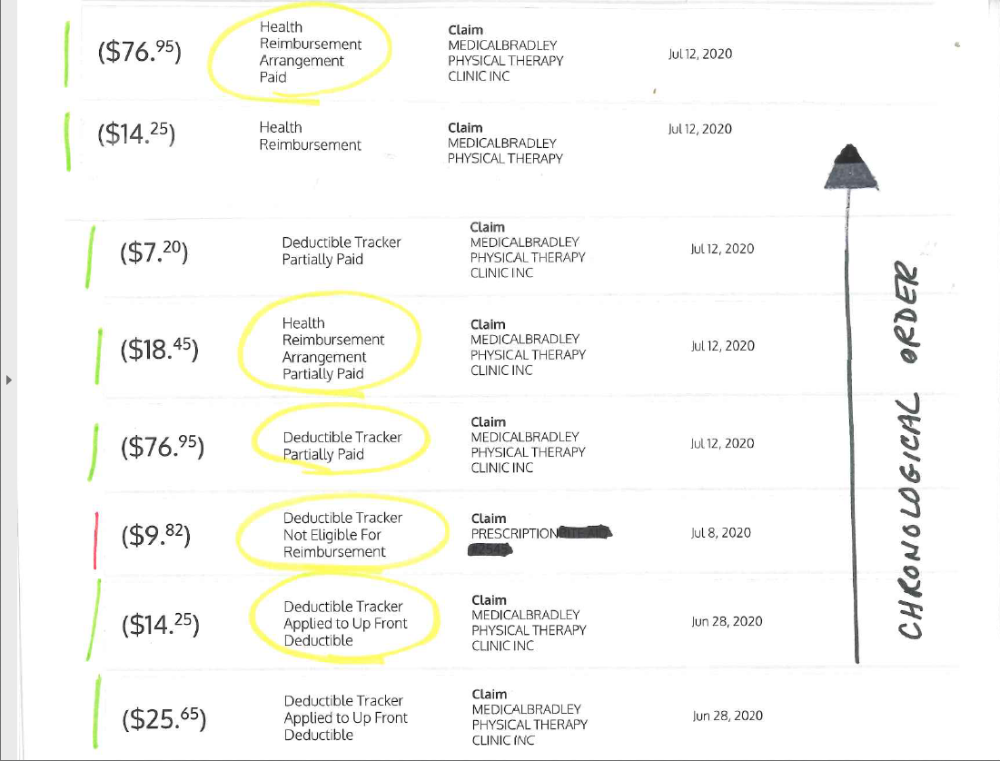 ($76.95)
Health
Reimbursement
Arrangement
Paid
Claim
MEDICALBRADLEY
PHYSICAL THERAPY
CLINIC INC
Jul 12, 2020
($14.25)
Health
Reimbursement
Claim
MEDICALBRADLEY
PHYSICAL THERAPY
Jul 12, 2020
($7.20)
Deductible Tracker
Partially Paid
Claim
MEDICALBRADLEY
PHYSICAL THERAPY
CLINIC INC
Jul 12, 2020
($18.45)
Health
Reimbursement
Arrangement
Partially Paid
Claim
MEDICALBRADLEY
PHYSICAL THERAPY
CLINIC INC
Jul 12, 2020
($76.95)
Deductible Tracker
Partially Paid
Claim
MEDICALBRADLEY
PHYSICAL THERAPY
CLINIC INC
Jul 12, 2020
($9.82)
Deductible Tracker
Not Eligible For
Reimbursement
Claim
PRESCRIPTION
Jul 8, 2020
($14.25)
Deductible Tracker
Applied to Up Front
Deductible
Claim
MEDICALBRADLEY
PHYSICAL THERAPY
CLINIC INC
Jun 28, 2020
($25.65)
Deductible Tracker
Applied to Up Front
Deductible
Claim
MEDICALBRADLEY
PHYSICAL THERAPY
CLINIC INC
Jun 28, 2020
CHRONOLOGICAL ORDER